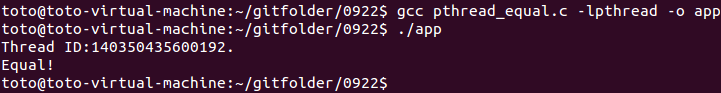 toto@toto-virtual-machine:~/gitfolder/0922$ gcc pthread_equal.c -lpthread -o app
toto@toto-virtual-machine:~/gitfolder/0922$ ./app
Thread ID:140350435600192.
Equal!
toto@toto-virtual-machine:~/gitfolder/0922$